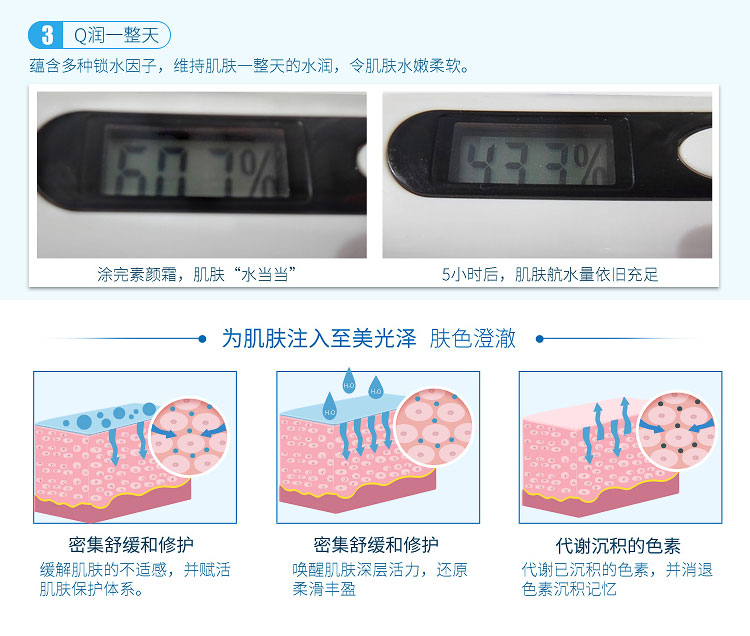 3 Q润一整天
蕴含多种锁水因子，维持肌肤一整天的水润，令肌肤水嫩柔软。
60.7%
43.3%
涂完素颜霜，肌肤“水当当”
5小时后，肌肤航水量依旧充足
为肌肤注入至美光泽 肤色澄澈
H₂O
H₂O
H₂O
密集舒缓和修护
缓解肌肤的不适感，并赋活
肌肤保护体系。
密集舒缓和修护
唤醒肌肤深层活力，还原
柔滑丰盈
代谢沉积的色素
代谢已沉积的色素，并消退
色素沉积记忆